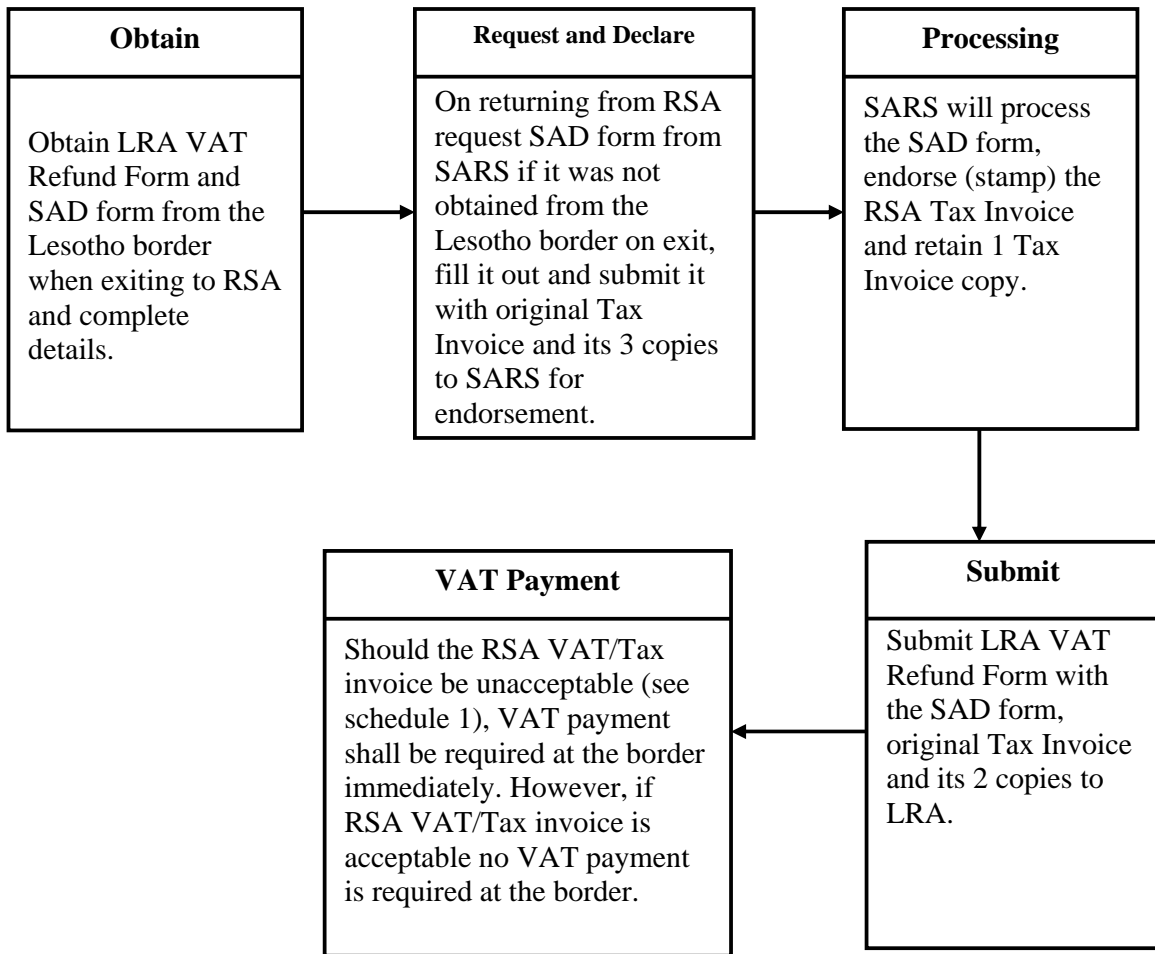 Obtain
Obtain LRA VAT
Refund Form and
SAD form from the
Lesotho border
when exiting to RSA
and complete
details.
Request and Declare
On returning from RSA
request SAD form from
SARS if it was not
obtained from the
Lesotho border on exit,
fill it out and submit it
with original Tax
Invoice and its 3 copies
to SARS for
endorsement.
Processing
SARS will process
the SAD form,
endorse (stamp) the
RSA Tax Invoice
and retain 1 Tax
Invoice copy.
Submit
Submit LRA VAT
Refund Form with
the SAD form,
original Tax Invoice
and its 2 copies to
LRA.
VAT Payment
Should the RSA VAT/Tax
invoice be unacceptable (see
schedule 1), VAT payment
shall be required at the border
immediately. However, if
RSA VAT/Tax invoice is
acceptable no VAT payment
is required at the border.